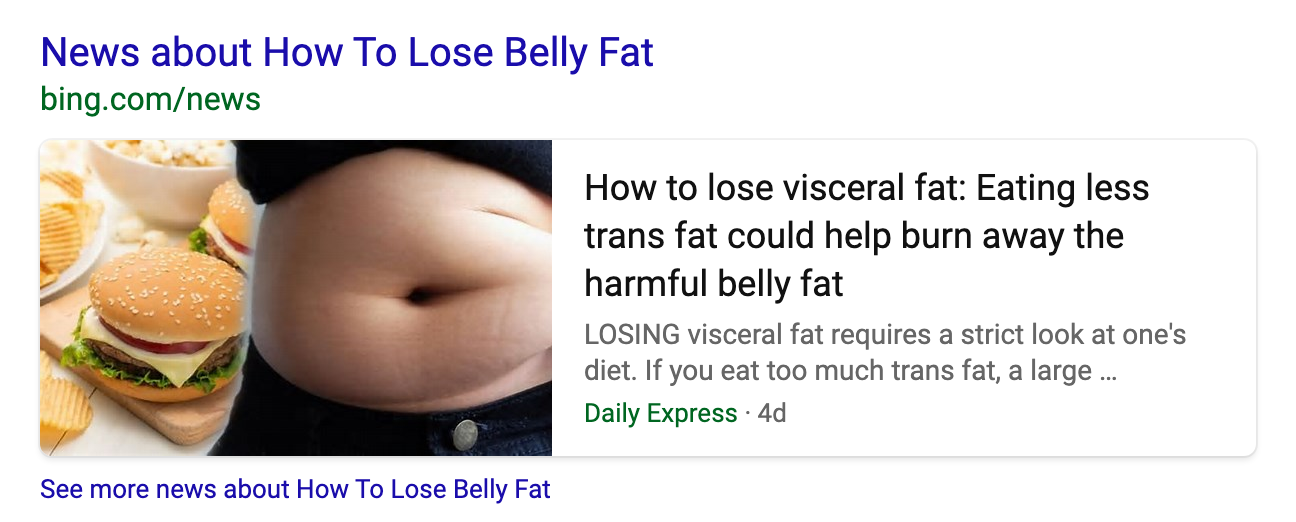 News about How To Lose Belly Fat
bing.com/news
How to lose visceral fat: Eating less
trans fat could help burn away the
harmful belly fat
LOSING visceral fat requires a strict look at one's
diet. If you eat too much trans fat, a large ...
Daily Express · 4d
See more news about How To Lose Belly Fat